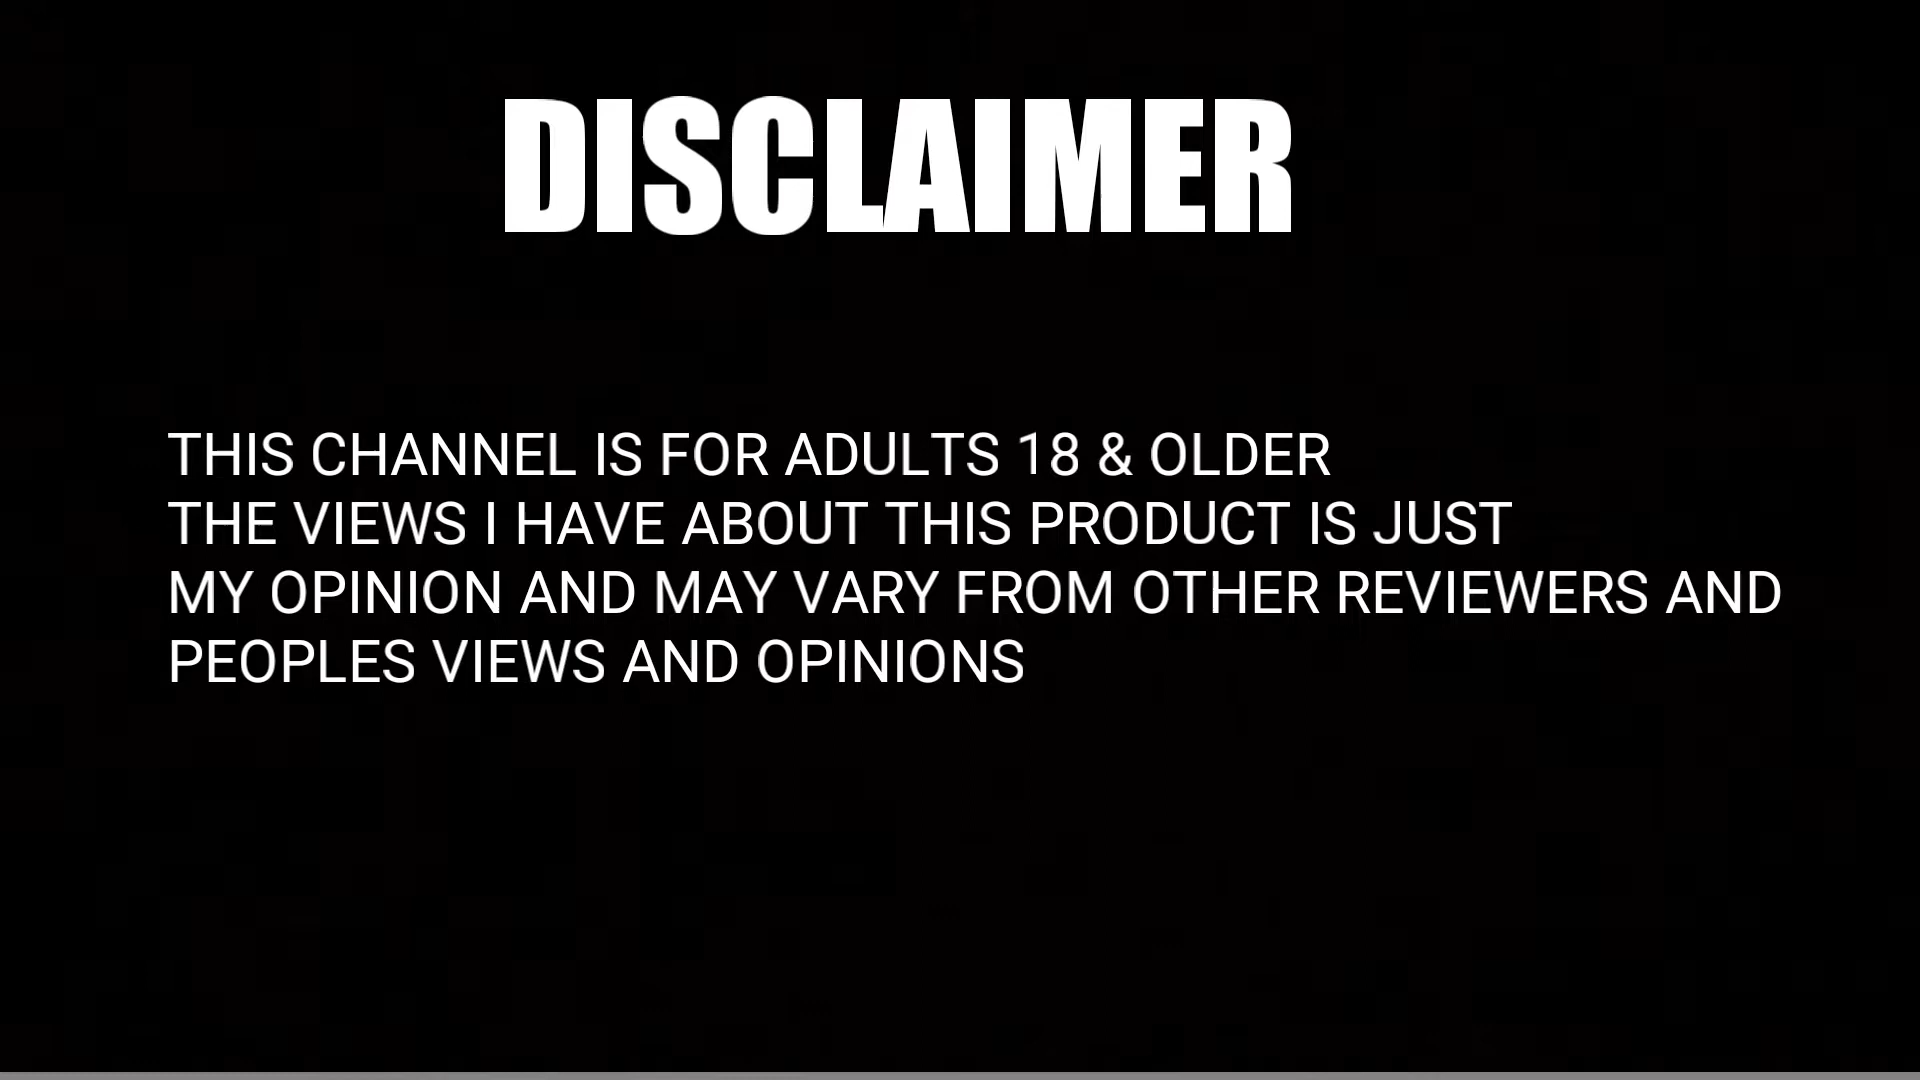 DISCLAIMER
THIS CHANNEL IS FOR ADULTS 18 & OLDER
THE VIEWS I HAVE ABOUT THIS PRODUCT IS JUST
MY OPINION AND MAY VARY FROM OTHER REVIEWERS AND
PEOPLES VIEWS AND OPINIONS